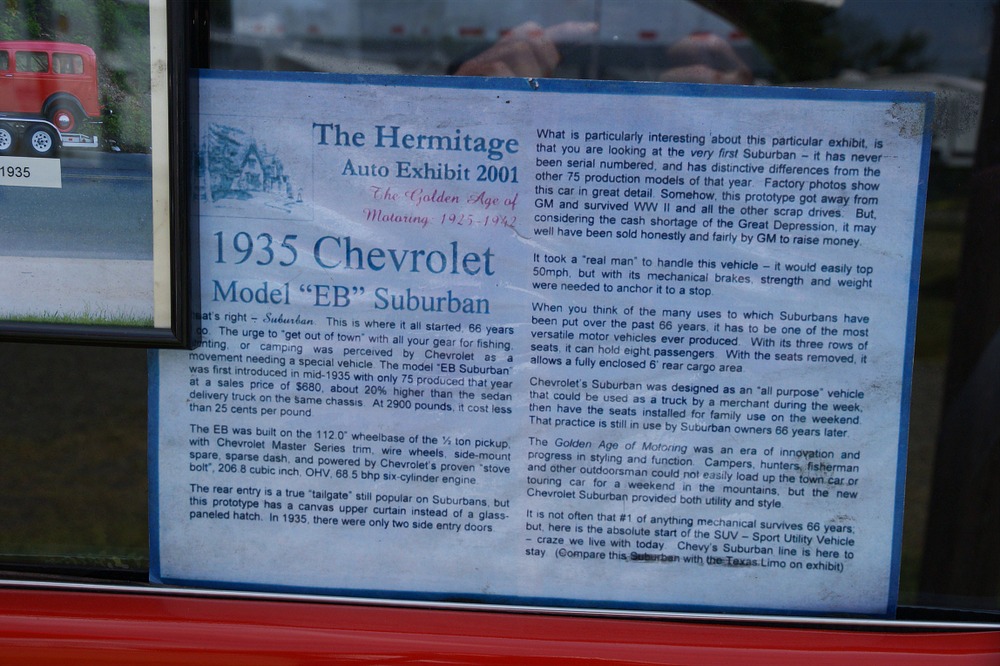 1935
The Hermitage
Auto Exhibit 2001
The Golden Age of
Motoring: 1925-1942
1935 Chevrolet
Model "EB" Suburban
that's right – Suburban. This is where it all started, 66 years
go. The urge to "get out of town" with all your gear for fishing,
nting, or camping was perceived by Chevrolet as a
movement needing a special vehicle. The model "EB Suburban"
was first introduced in mid-1935 with only 75 produced that year
at a sales price of $680, about 20% higher than the sedan
delivery truck on the same chassis. At 2900 pounds, it cost less
than 25 cents per pound.
The EB was built on the 112.0" wheelbase of the ½ ton pickup,
with Chevrolet Master Series trim, wire wheels, side-mount
spare, sparse dash, and powered by Chevrolet's proven "stove
bolt", 206.8 cubic inch, OHV, 68.5 bhp six-cylinder engine.
The rear entry is a true "tailgate" still popular on Suburbans, but
this prototype has a canvas upper curtain instead of a glass-
paneled hatch. In 1935, there were only two side entry doors.
What is particularly interesting about this particular exhibit, is
that you are looking at the very first Suburban – it has never
been serial numbered, and has distinctive differences from the
other 75 production models of that year. Factory photos show
this car in great detail. Somehow, this prototype got away from
GM and survived WW II and all the other scrap drives. But,
considering the cash shortage of the Great Depression, it may
well have been sold honestly and fairly by GM to raise money.
It took a "real man" to handle this vehicle – it would easily top
50mph, but with its mechanical brakes, strength and weight
were needed to anchor it to a stop.
When you think of the many uses to which Suburbans have
been put over the past 66 years, it has to be one of the most
versatile motor vehicles ever produced. With its three rows of
seats, it can hold eight passengers. With the seats removed, it
allows a fully enclosed 6' rear cargo area.
Chevrolet's Suburban was designed as an "all purpose" vehicle
that could be used as a truck by a merchant during the week,
then have the seats installed for family use on the weekend.
That practice is still in use by Suburban owners 66 years later.
The Golden Age of Motoring was an era of innovation and
progress in styling and function. Campers, hunters, fisherman
and other outdoorsman could not easily load up the town car or
touring car for a weekend in the mountains, but the new
Chevrolet Suburban provided both utility and style.
It is not often that #1 of anything mechanical survives 66 years;
but, here is the absolute start of the SUV – Sport Utility Vehicle
– craze we live with today. Chevy's Suburban line is here to
stay. (Compare this Suburban with the Texas Limo on exhibit)